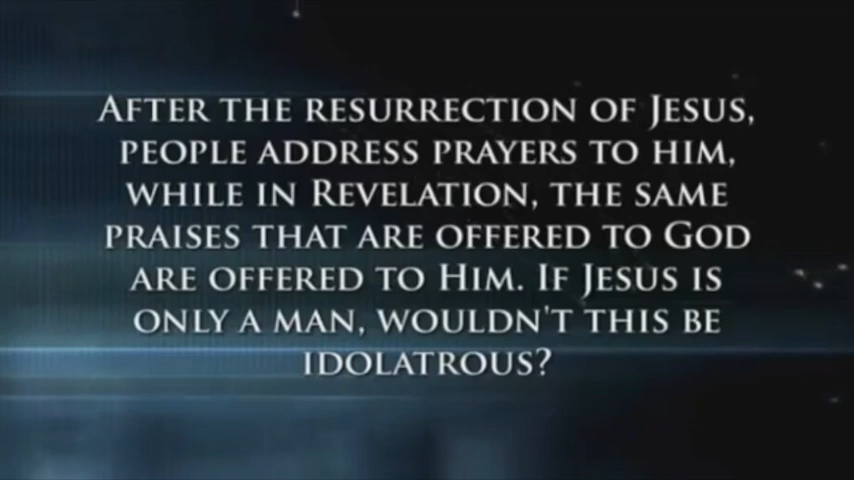 After the resurrection of Jesus,
people address prayers to him,
while in Revelation, the same
praises that are offered to God
are offered to Him. If Jesus is
only a man, wouldn't this be
idolatrous?